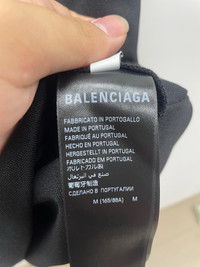 BALENCIAGA
FABBRICATO IN PORTOGALLO
MADE IN PORTUGAL
FABRIQUÉ AU PORTUGAL
HECHO EN PORTUGAL
HERGESTELLT IN PORTUGAL
FABRICADO EM PORTUGAL
ポルトガル製
صنع في البرتغال
葡萄牙制造
СДЕЛАНО В ПОРТУГАЛИИ
M (165/88A) M